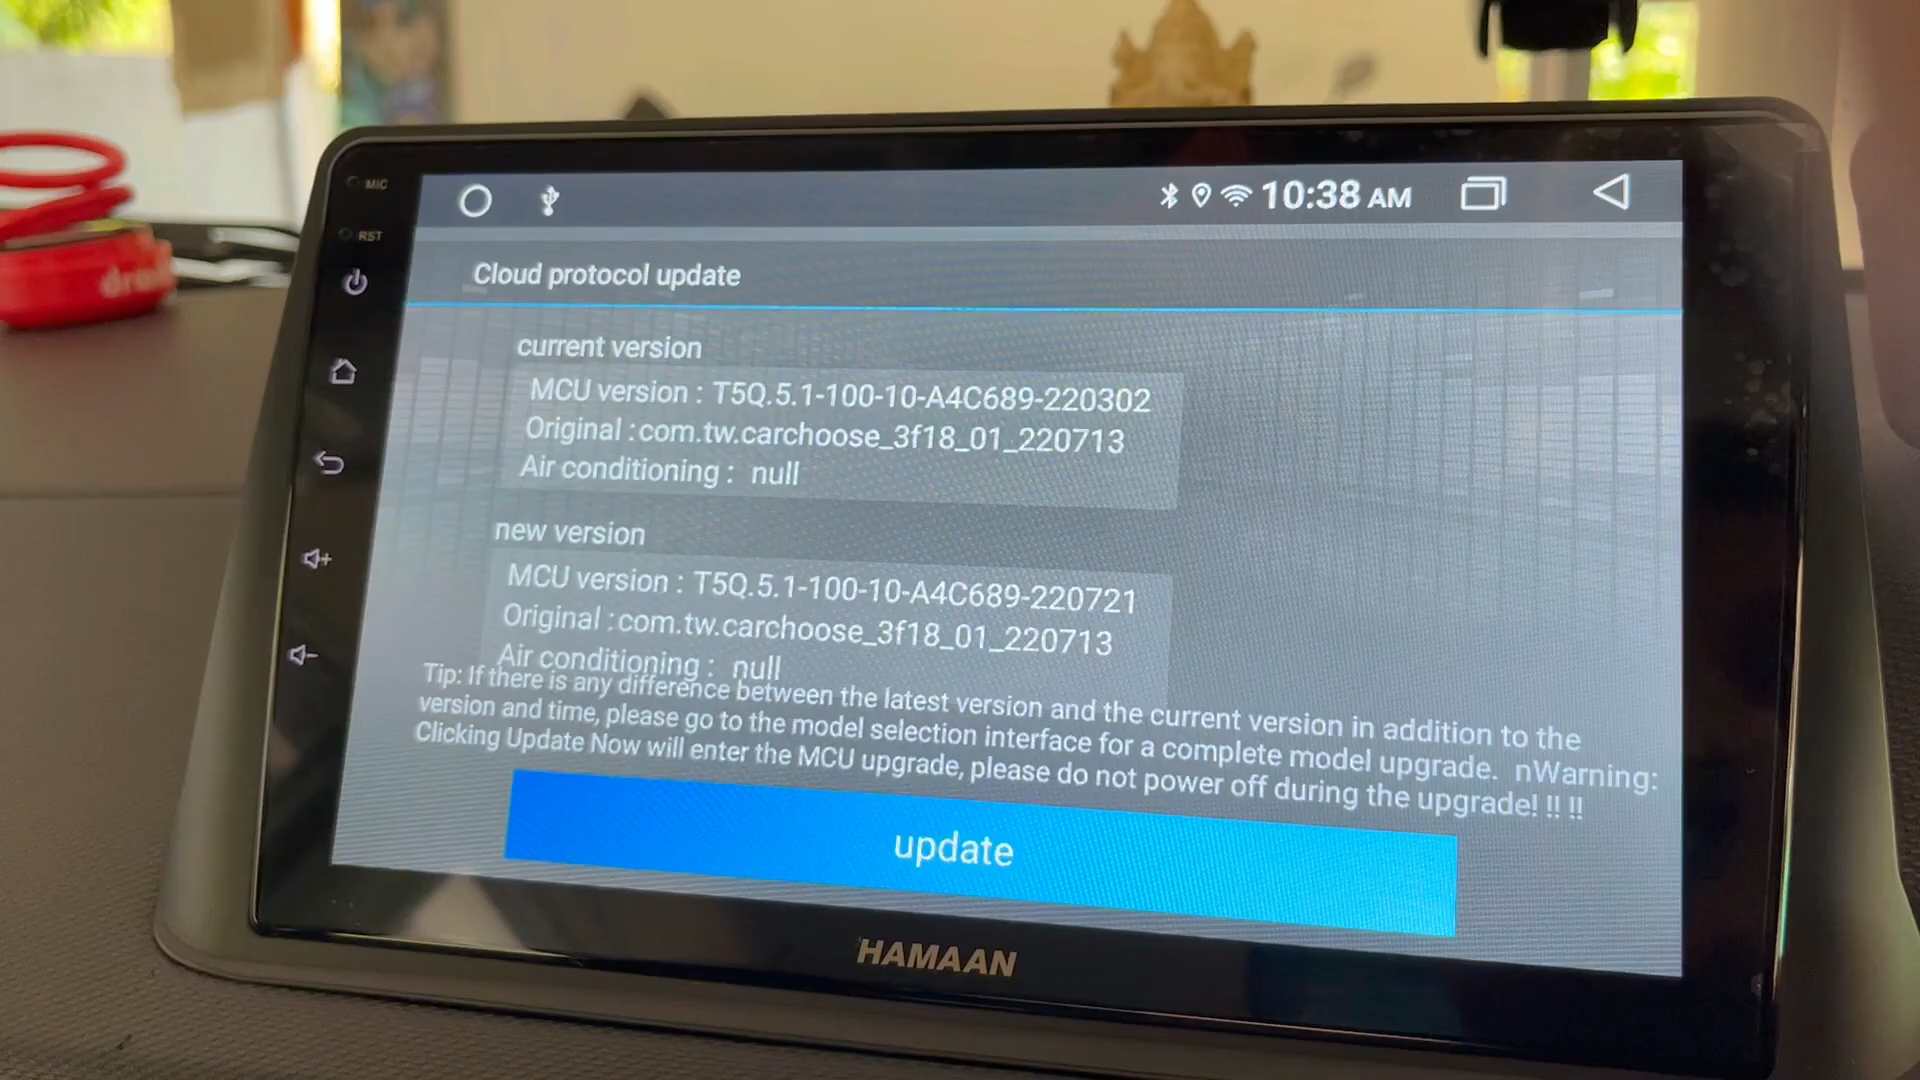 MIC
RST
10:38 AM
Cloud protocol update
current version
MCU version : T5Q.5.1-100-10-A4C689-220302
Original :com.tw.carchoose_3f18_01_220713
Air conditioning : null
new version
MCU version : T5Q.5.1-100-10-A4C689-220721
Original :com.tw.carchoose_3f18_01_220713
Air conditioning : null
Tip: If there is any difference between the latest version and the current version in addition to the
version and time, please go to the model selection interface for a complete model upgrade. nWarning:
Clicking Update Now will enter the MCU upgrade, please do not power off during the upgrade! !! !!
update
HAMAAN